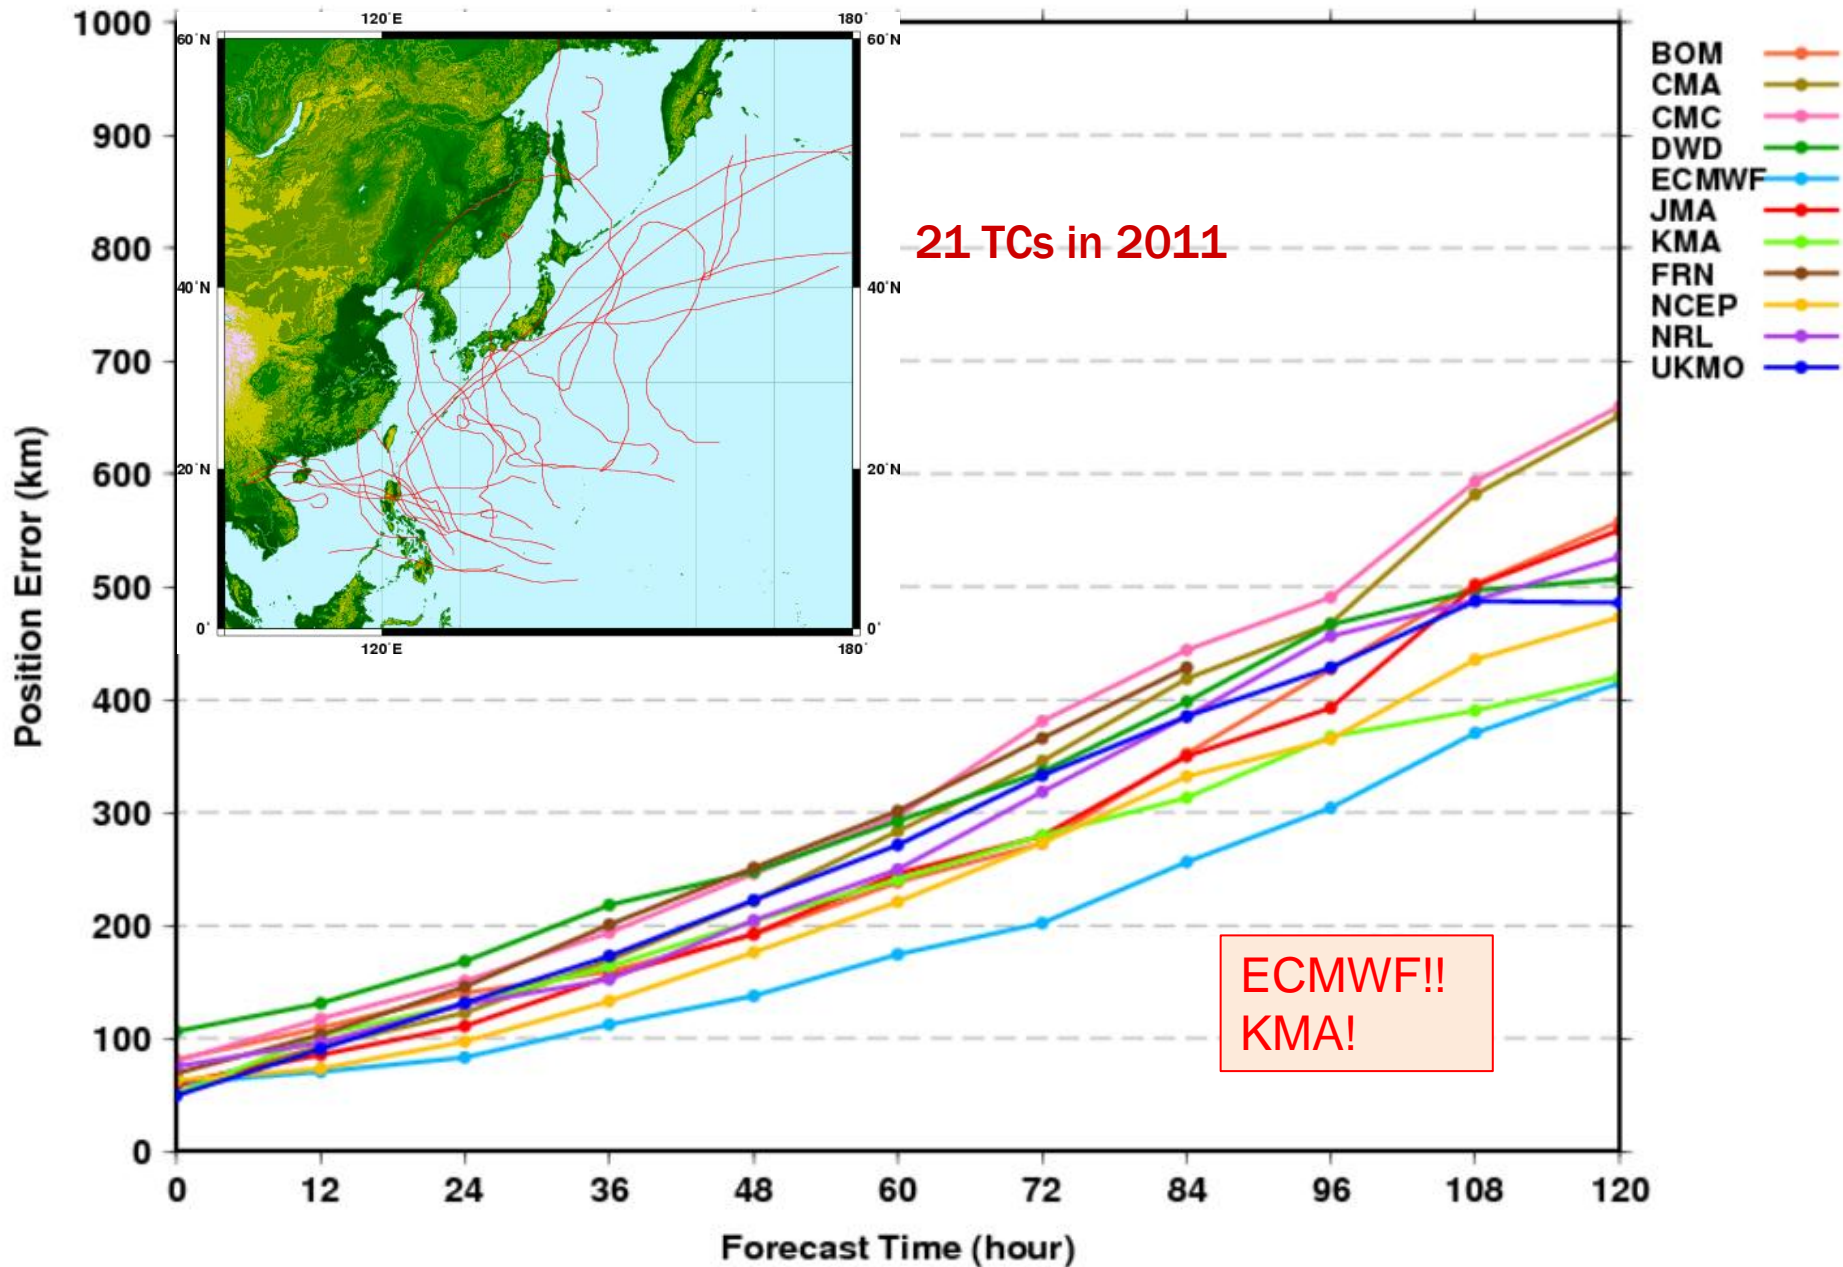 1000
900
800
700
600
500
400
300
200
100
0
Position Error (km)
0 12 24 36 48 60 72 84 96 108 120
Forecast Time (hour)
120°E 180°
60°N 60°N
40°N 40°N
20°N 20°N
0° 0°
120°E 180°
21 TCs in 2011
BOM
CMA
CMC
DWD
ECMWF
JMA
KMA
FRN
NCEP
NRL
UKMO
ECMWF!!
KMA!